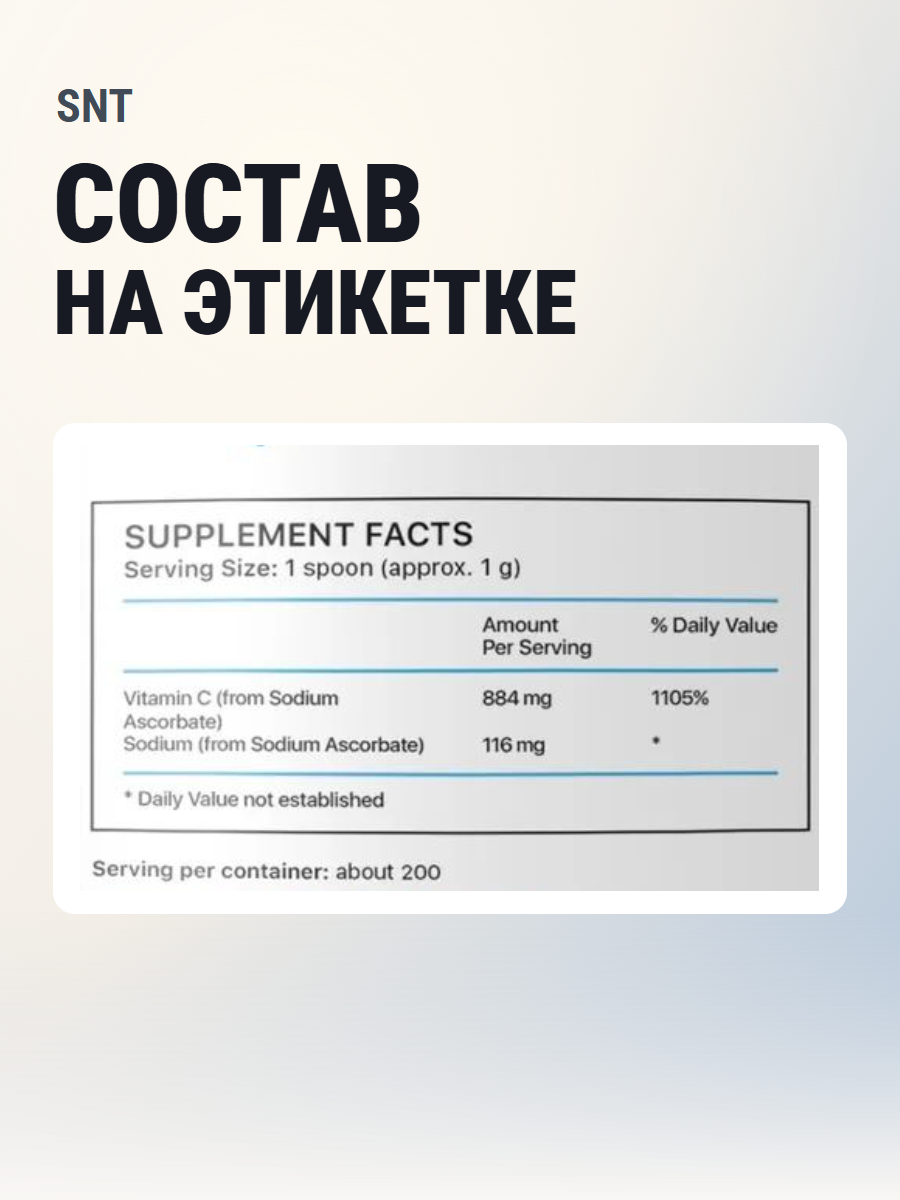 SNT
СОСТАВ
НА ЭТИКЕТКЕ
SUPPLEMENT FACTS
Serving Size: 1 spoon (approx. 1 g)
Amount
Per Serving
% Daily Value
Vitamin C (from Sodium
Ascorbate)
884 mg
1105%
Sodium (from Sodium Ascorbate)
116 mg
*
* Daily Value not established
Serving per container: about 200